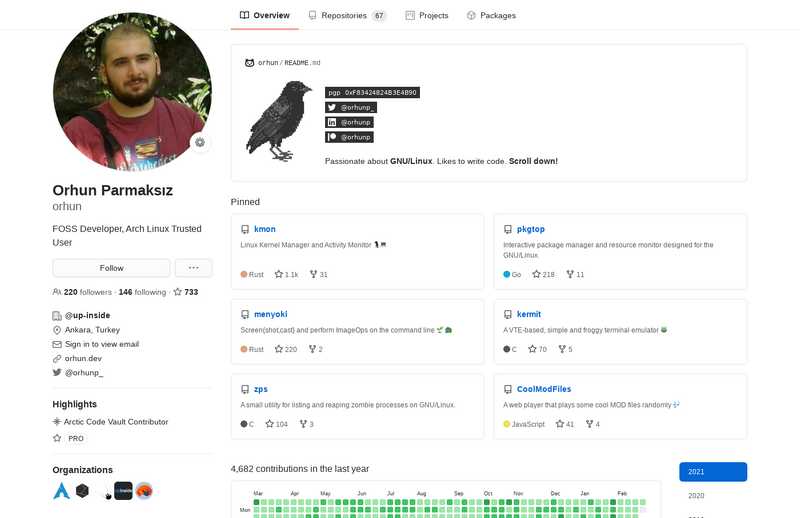 Overview
Repositories 67
Projects
Packages
Orhun Parmaksız
orhun
FOSS Developer, Arch Linux Trusted
User
Follow
220 followers · 146 following · 733
@up-inside
Ankara, Turkey
Sign in to view email
orhun.dev
@orhunp_
Highlights
Arctic Code Vault Contributor
PRO
Organizations
orhun/README.md
pgp 0xF83424824B3E4B90
@orhunp_
@orhunp
@orhunp
Passionate about GNU/Linux. Likes to write code. Scroll down!
Pinned
kmon
Linux Kernel Manager and Activity Monitor
Rust 1.1k 31
pkgtop
Interactive package manager and resource monitor designed for the
GNU/Linux.
Go 218 11
menyoki
Screen{shot,cast} and perform ImageOps on the command line
Rust 220 2
kermit
A VTE-based, simple and froggy terminal emulator
C 70 5
zps
A small utility for listing and reaping zombie processes on GNU/Linux.
C 104 3
CoolModFiles
A web player that plays some cool MOD files randomly
JavaScript 41 4
4,682 contributions in the last year
Mar Apr May Jun Jul Aug Sep Oct Nov Dec Jan Feb
Mon
2021
2020